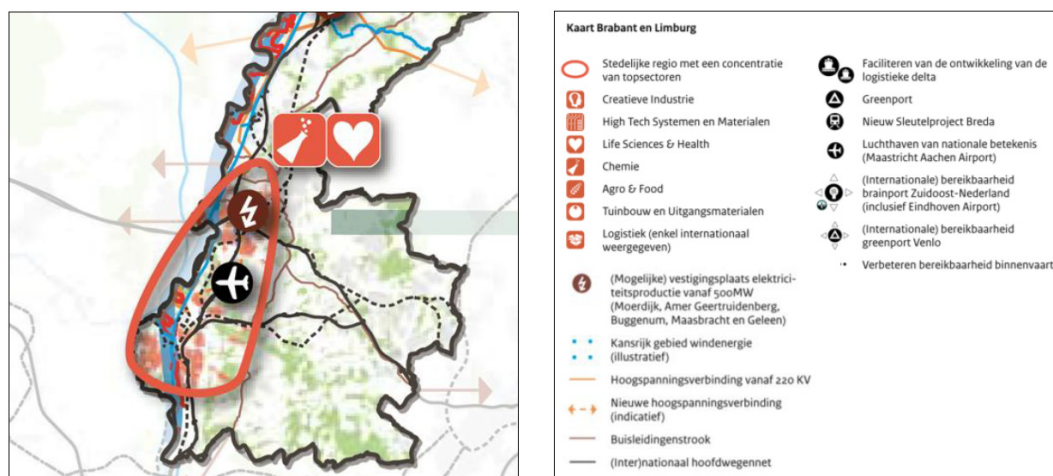 Kaart Brabant en Limburg
Stedelijke regio met een concentratie
van topsectoren
Creatieve Industrie
High Tech Systemen en Materialen
Life Sciences & Health
Chemie
Agro & Food
Tuinbouw en Uitgangsmaterialen
Logistiek (enkel internationaal
weergegeven)
(Mogelijke) vestigingsplaats elektrici-
teitsproductie vanaf 500MW
(Moerdijk, Amer Geertruidenberg,
Buggenum, Maasbracht en Geleen)
Kansrijk gebied windenergie
(illustratief)
Hoogspanningsverbinding vanaf 220 KV
Nieuwe hoogspanningsverbinding
(indicatief)
Buisleidingenstrook
(Inter)nationaal hoofdwegennet
Faciliteren van de ontwikkeling van de
logistieke delta
Greenport
Nieuw Sleutelproject Breda
Luchthaven van nationale betekenis
(Maastricht Aachen Airport)
(Internationale) bereikbaarheid
brainport Zuidoost-Nederland
(inclusief Eindhoven Airport)
(Internationale) bereikbaarheid
greenport Venlo
Verbeteren bereikbaarheid binnenvaart